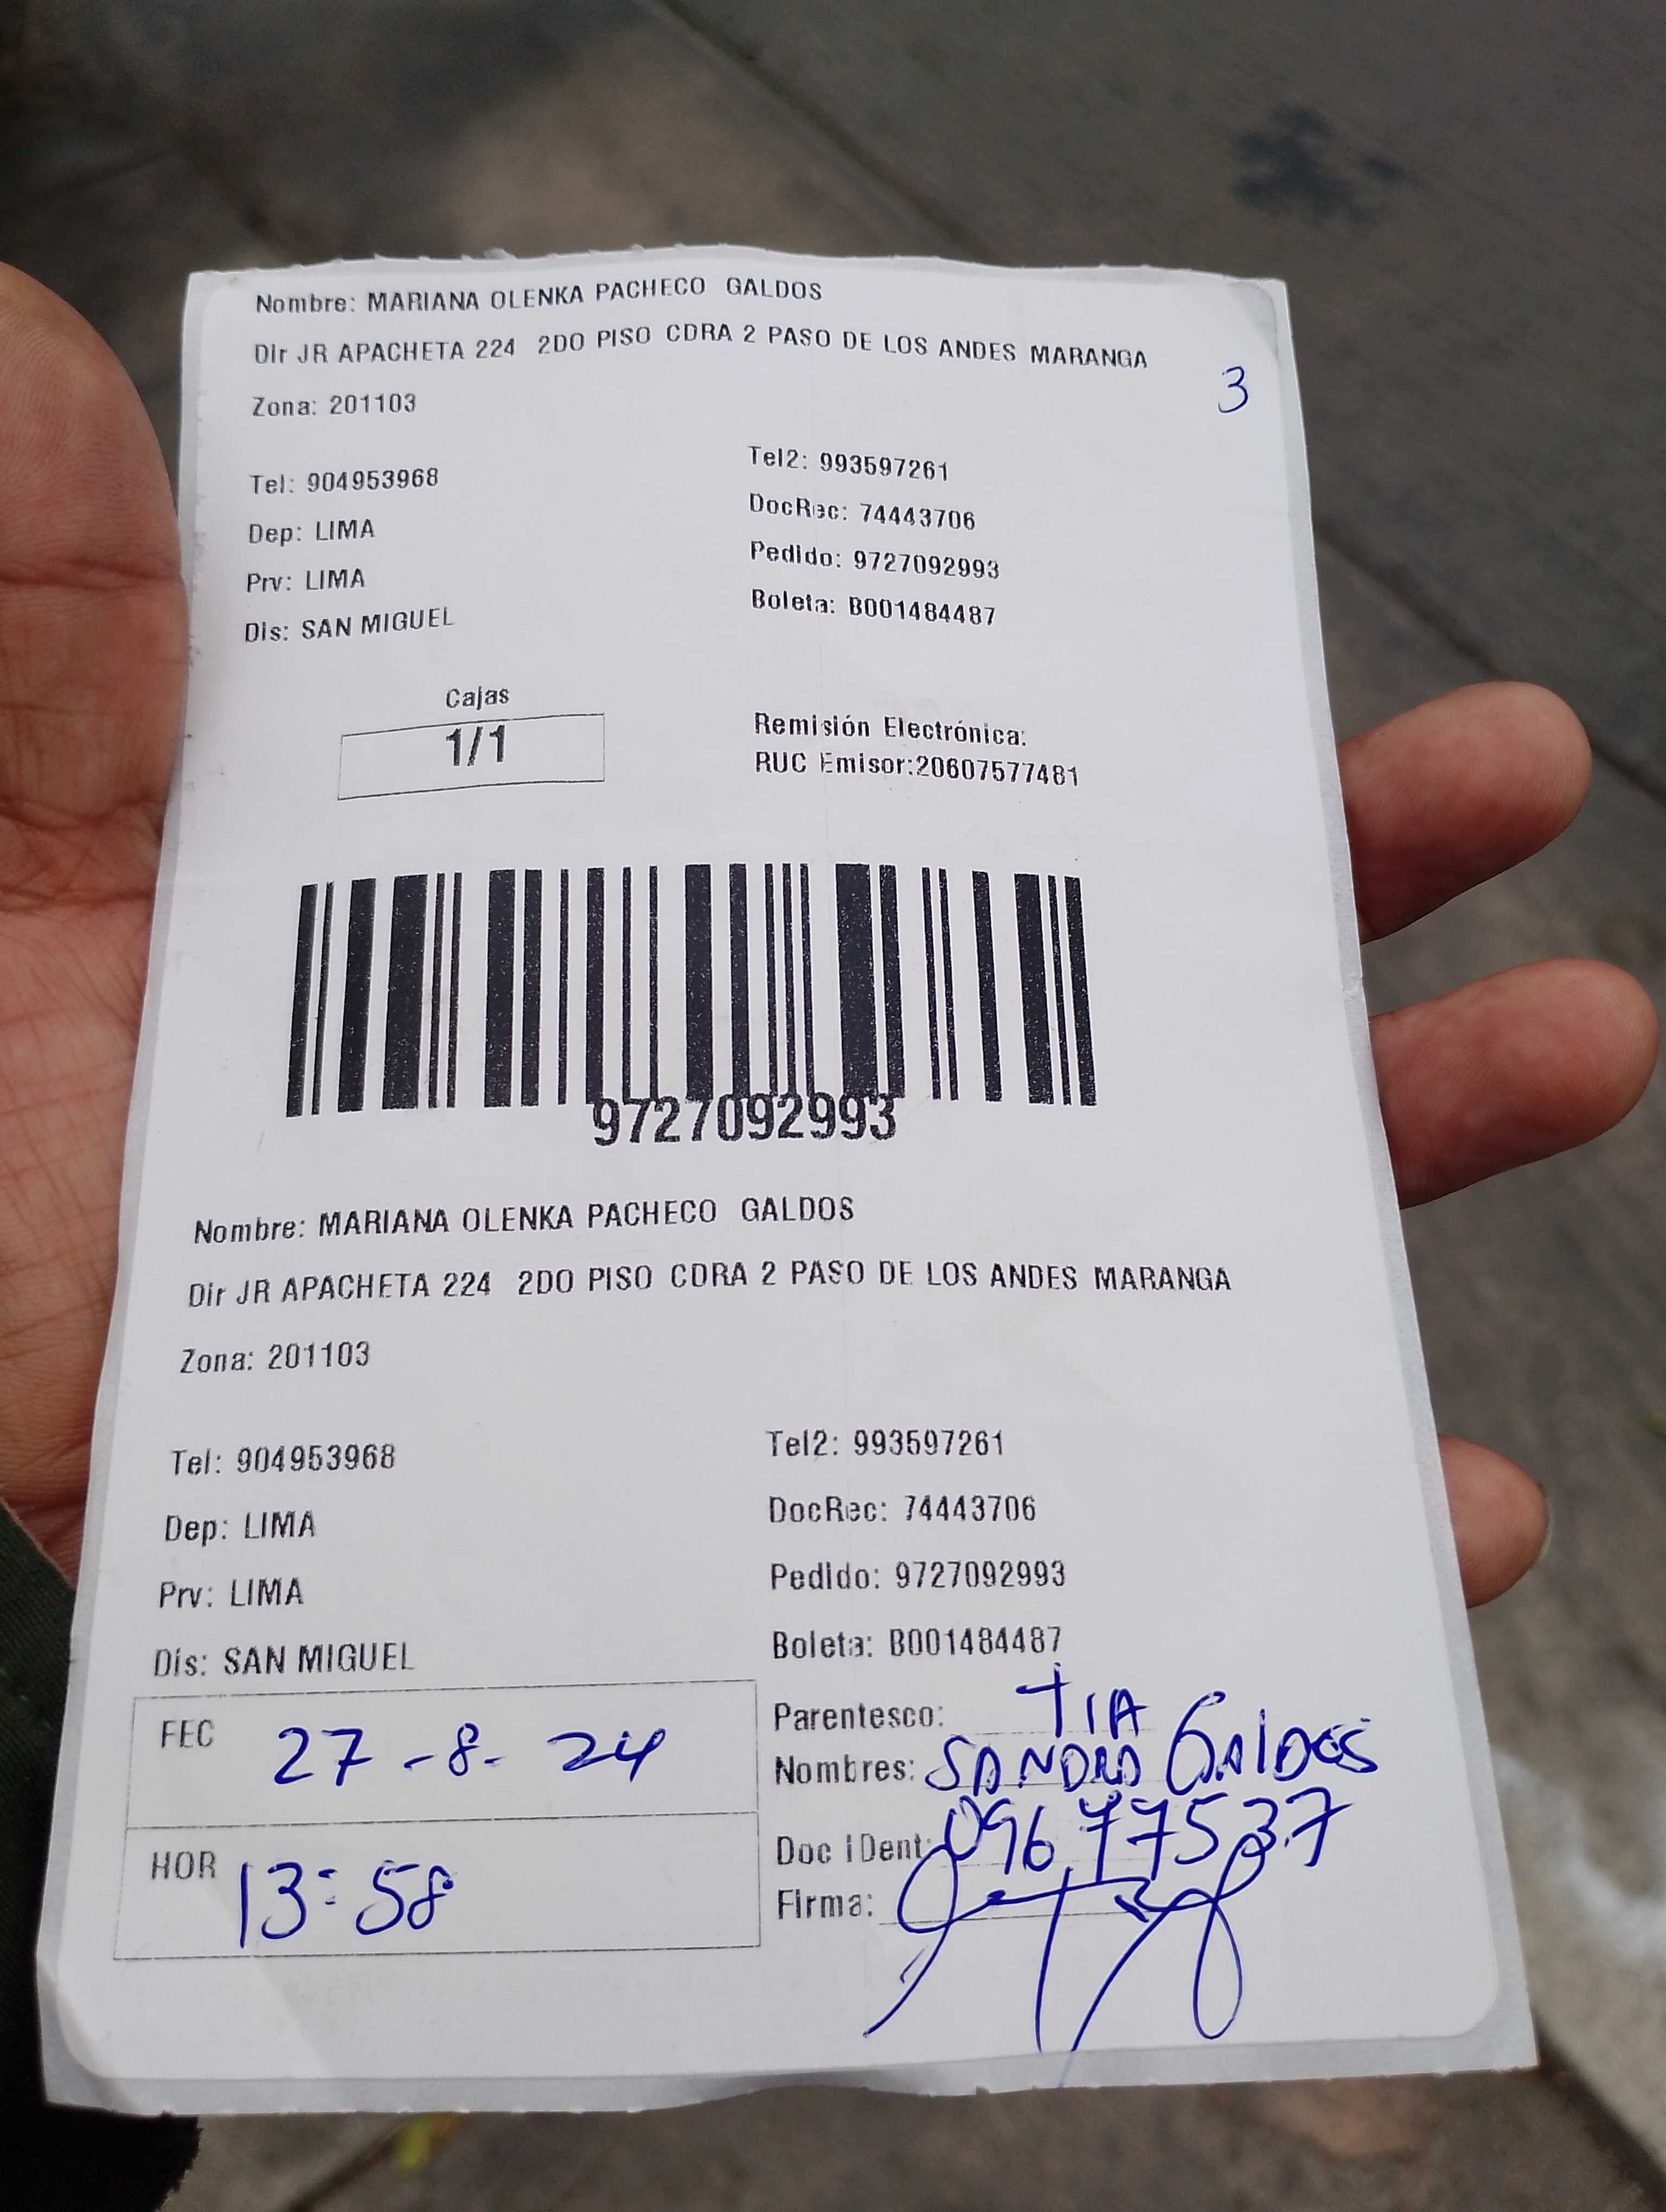 Nombre: MARIANA OLENKA PACHECO GALDOS
Dir JR APACHETA 224 2DO PISO CDRA 2 PASO DE LOS ANDES MARANGA
3
Zona: 201103
Tel: 904953968
Tel2: 993597261
Dep: LIMA
DocRec: 74443706
Prv: LIMA
Pedido: 9727092993
Dis: SAN MIGUEL
Boleta: B001484487
Cajas
1/1
Remisión Electrónica:
RUC Emisor:20607577481
9727092993
Nombre: MARIANA OLENKA PACHECO GALDOS
Dir JR APACHETA 224 2DO PISO CDRA 2 PASO DE LOS ANDES MARANGA
Zona: 201103
Tel: 904953968
Tel2: 993597261
Dep: LIMA
DocRec: 74443706
Prv: LIMA
Pedido: 9727092993
Dis: SAN MIGUEL
Boleta: B001484487
FEC 27-8-24
Parentesco: TIA
Nombres: SANDRA GALDOS
HOR 13:58
Doc IDent: 09677537
Firma: